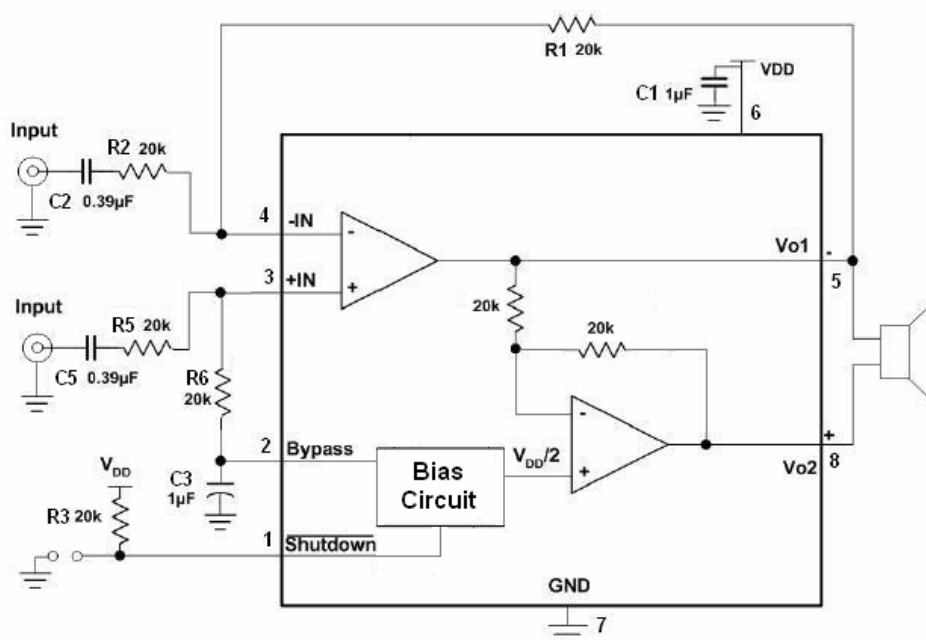 R1 20k
C1 1µF
VDD
6
Input
R2 20k
C2 0.39µF
4
-IN
-
Vo1
-
5
3
+IN
+
Input
R5 20k
C5 0.39µF
20k
20k
R6
20k
2
Bypass
Bias
Circuit
VDD/2
-
+
+
8
Vo2
C3
1µF
VDD
R3 20k
1
Shutdown
GND
7